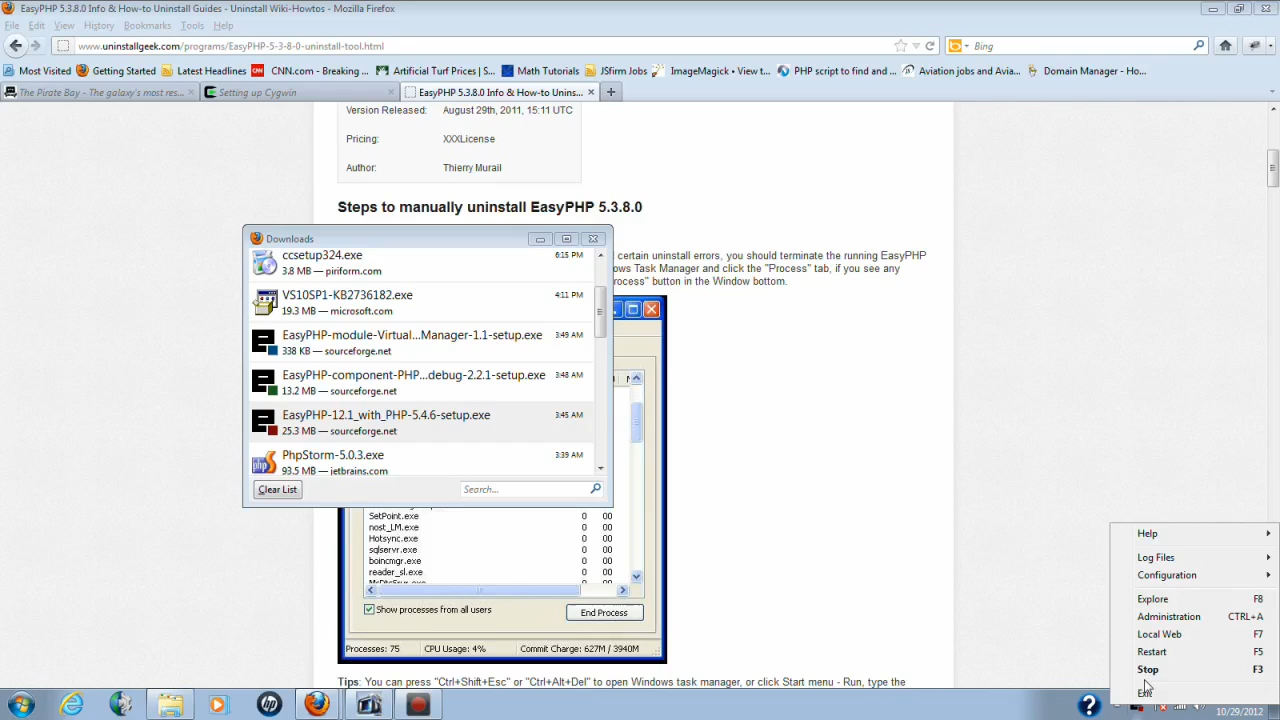 EasyPHP 5.3.8.0 Info & How-to Uninstall Guides - Uninstall Wiki-Howtos - Mozilla Firefox
File Edit View History Bookmarks Tools Help
www.uninstallgeek.com/programs/EasyPHP-5-3-8-0-uninstall-tool.html
Bing
Most Visited Getting Started Latest Headlines CNN.com - Breaking ... Artificial Turf Prices | S... Math Tutorials JSfirm Jobs ImageMagick • View t... PHP script to find and ... Aviation jobs and Avia... Domain Manager - Ho...
The Pirate Bay - The galaxy's most res...
Setting up Cygwin
EasyPHP 5.3.8.0 Info & How-to Unins...
Version Released: August 29th, 2011, 15:11 UTC
Pricing: XXXLicense
Author: Thierry Murail
Steps to manually uninstall EasyPHP 5.3.8.0
certain uninstall errors, you should terminate the running EasyPHP
ows Task Manager and click the "Process" tab, if you see any
rocess" button in the Window bottom.
Downloads
ccsetup324.exe 6:15 PM
3.8 MB — piriform.com
VS10SP1-KB2736182.exe 4:11 PM
19.3 MB — microsoft.com
EasyPHP-module-Virtual...Manager-1.1-setup.exe 3:49 AM
338 KB — sourceforge.net
EasyPHP-component-PHP...debug-2.2.1-setup.exe 3:48 AM
13.2 MB — sourceforge.net
EasyPHP-12.1_with_PHP-5.4.6-setup.exe 3:45 AM
25.3 MB — sourceforge.net
PhpStorm-5.0.3.exe 3:39 AM
93.5 MB — jetbrains.com
Clear List
Search...
SetPoint.exe 0 00
nost_LM.exe 0 00
Hotsync.exe 0 00
sqlservr.exe 0 00
boincmgr.exe 0 00
reader_sl.exe 0 00
Show processes from all users
End Process
Processes: 75 CPU Usage: 4% Commit Charge: 627M / 3940M
Tips: You can press "Ctrl+Shift+Esc" or "Ctrl+Alt+Del" to open Windows task manager, or click Start menu - Run, type the
Help
Log Files
Configuration
Explore F8
Administration CTRL+A
Local Web F7
Restart F5
Stop F3
Exit
10/29/2012